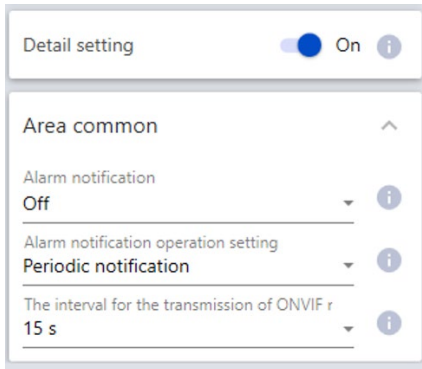 Detail setting
On
Area common
Alarm notification
Off
Alarm notification operation setting
Periodic notification
The interval for the transmission of ONVIF r
15 s